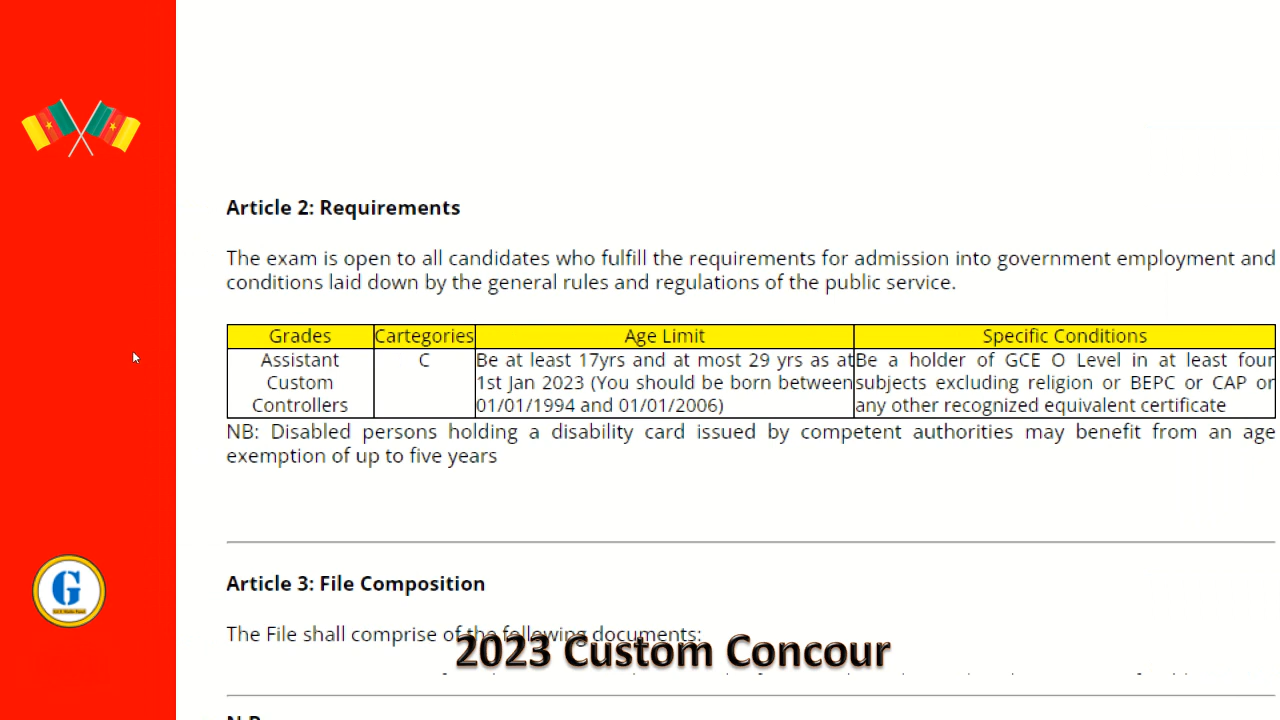 Article 2: Requirements
The exam is open to all candidates who fulfill the requirements for admission into government employment and
conditions laid down by the general rules and regulations of the public service.
Grades Cartegories Age Limit Specific Conditions
Assistant
Custom
Controllers
C
Be at least 17yrs and at most 29 yrs as at
1st Jan 2023 (You should be born between
01/01/1994 and 01/01/2006)
Be a holder of GCE O Level in at least four
subjects excluding religion or BEPC or CAP or
any other recognized equivalent certificate
NB: Disabled persons holding a disability card issued by competent authorities may benefit from an age
exemption of up to five years
Article 3: File Composition
The File shall comprise of the following documents:
2023 Custom Concour
G